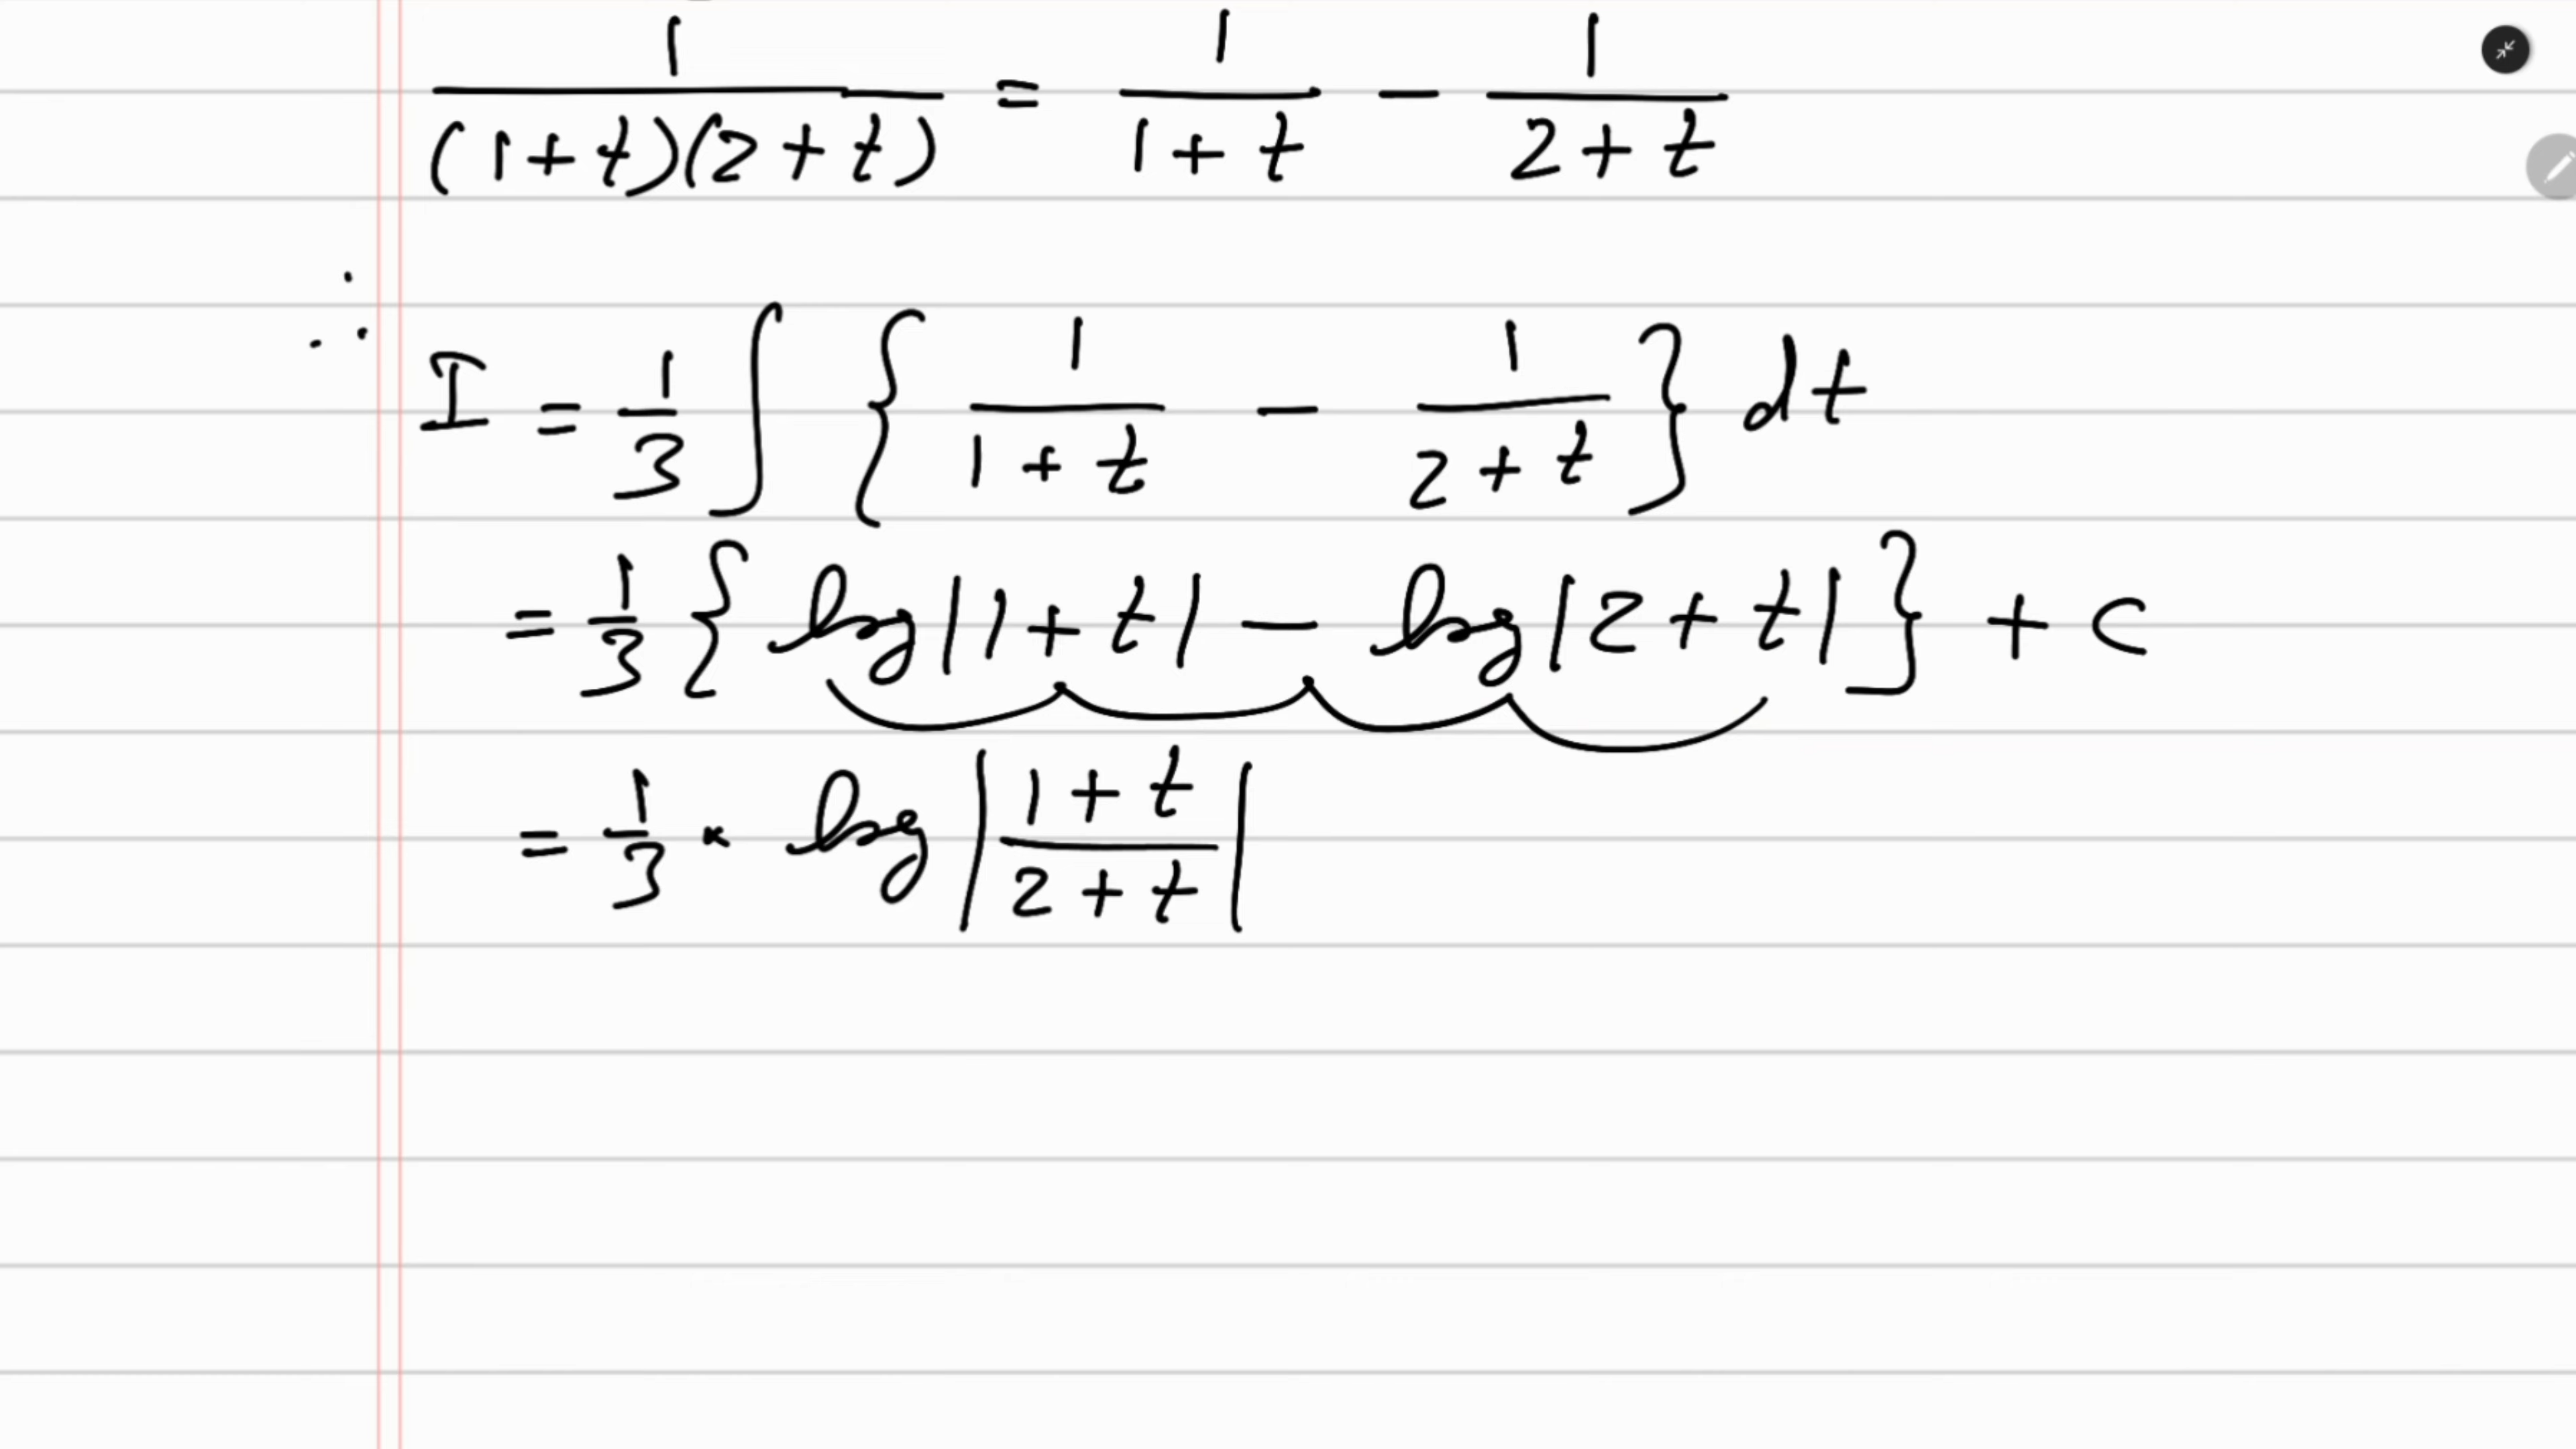 1/((1+t)(2+t)) = 1/(1+t) - 1/(2+t)
∴ I = 1/3 ∫ { 1/(1+t) - 1/(2+t) } dt
= 1/3 { log|1+t| - log|2+t| } + c
= 1/3 × log |(1+t)/(2+t)|